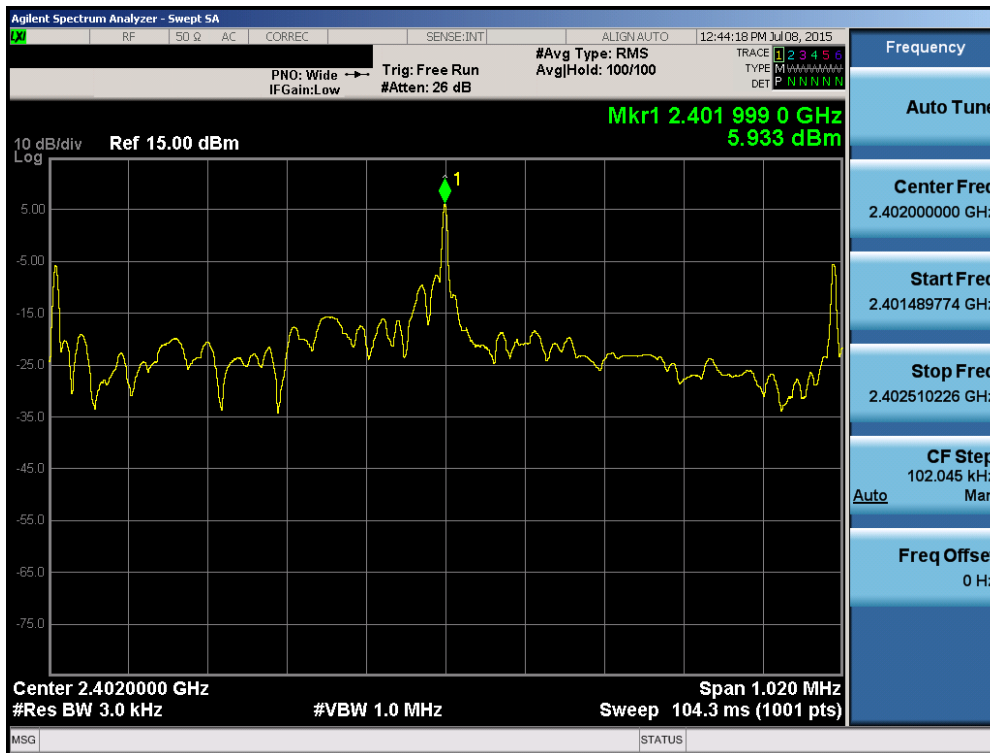 Agilent Spectrum Analyzer - Swept SA
LXI RF 50 Ω AC CORREC SENSE:INT ALIGN AUTO 12:44:18 PM Jul 08, 2015
Frequency
PNO: Wide
IFGain:Low
Trig: Free Run
#Atten: 26 dB
#Avg Type: RMS
Avg|Hold: 100/100
TRACE 1 2 3 4 5 6
TYPE M WWWWW
DET P N N N N N
Mkr1 2.401 999 0 GHz
5.933 dBm
10 dB/div Ref 15.00 dBm
Log
1
5.00
-5.00
-15.0
-25.0
-35.0
-45.0
-55.0
-65.0
-75.0
Center 2.4020000 GHz Span 1.020 MHz
#Res BW 3.0 kHz #VBW 1.0 MHz Sweep 104.3 ms (1001 pts)
MSG STATUS
Auto Tune
Center Freq
2.402000000 GHz
Start Freq
2.401489774 GHz
Stop Freq
2.402510226 GHz
CF Step
102.045 kHz
Auto Man
Freq Offset
0 Hz